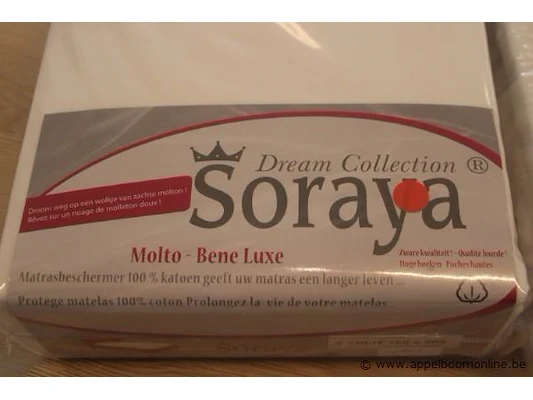 Dream Collection ®
Soraya
Droom weg op een wolkje van zachte molton !
Rêvez sur un nuage de molleton doux !
Molto - Bene Luxe
Zware kwaliteit! - Qualité lourde!
Hoge hoeken - Poches hautes
Matrasbeschermer 100 % katoen geeft uw matras een langer leven ...
Protège matelas 100% coton Prolongez la vie de votre matelas...
Soraya
© www.appelboomonline.be